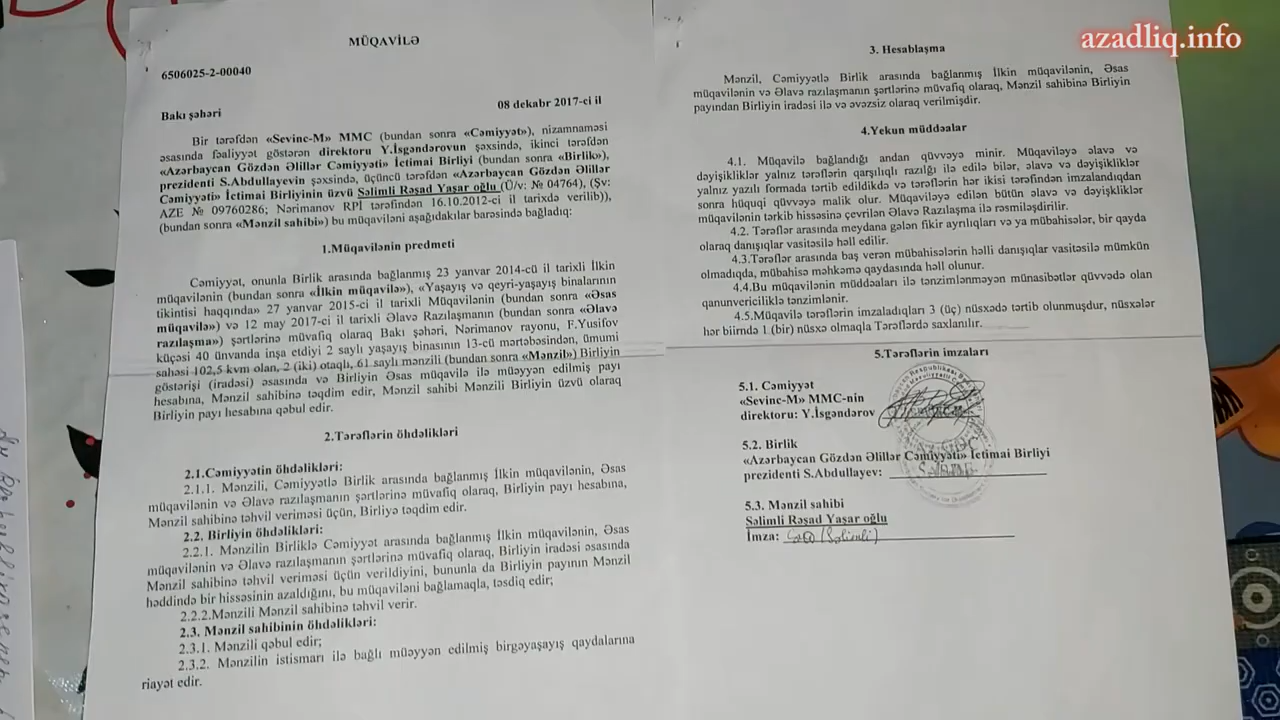 azadliq.info
MÜQAVİLƏ
6506025-2-00040
Bakı şəhəri
08 dekabr 2017-ci il
Bir tərəfdən «Sevinc-M» MMC (bundan sonra «Cəmiyyət»), nizamnaməsi
əsasında fəaliyyət göstərən direktoru Y.İsgəndərovun şəxsində, ikinci tərəfdən
«Azərbaycan Gözdən Əlillər Cəmiyyəti» İctimai Birliyi (bundan sonra «Birlik»),
prezidenti S.Abdullayevin şəxsində, üçüncü tərəfdən «Azərbaycan Gözdən Əlillər
Cəmiyyəti» İctimai Birliyinin üzvü Səlimli Rəşad Yaşar oğlu (Ü/v: № 04764), (Şv:
AZE № 09760286; Nərimanov RPİ tərəfindən 16.10.2012-ci il tarixdə verilib)),
(bundan sonra «Mənzil sahibi») bu müqaviləni aşağıdakılar barəsində bağladıq:
1.Müqavilənin predmeti
Cəmiyyət, onunla Birlik arasında bağlanmış 23 yanvar 2014-cü il tarixli İlkin
müqavilənin (bundan sonra «İlkin müqavilə»), «Yaşayış və qeyri-yaşayış binalarının
tikintisi haqqında» 27 yanvar 2015-ci il tarixli Müqavilənin (bundan sonra «Əsas
müqavilə») və 12 may 2017-ci il tarixli Əlavə Razılaşmanın (bundan sonra «Əlavə
razılaşma») şərtlərinə müvafiq olaraq Bakı şəhəri, Nərimanov rayonu, F.Yusifov
küçəsi 40 ünvanda inşa etdiyi 2 saylı yaşayış binasının 13-cü mərtəbəsindən, ümumi
sahəsi 102,5 kvm olan, 2 (iki) otaqlı, 61 saylı mənzili (bundan sonra «Mənzil») Birliyin
göstərişi (iradəsi) əsasında və Birliyin Əsas müqavilə ilə müəyyən edilmiş payı
hesabına, Mənzil sahibinə təqdim edir, Mənzil sahibi Mənzili Birliyin üzvü olaraq
Birliyin payı hesabına qəbul edir.
2.Tərəflərin öhdəlikləri
2.1.Cəmiyyətin öhdəlikləri:
2.1.1. Mənzili, Cəmiyyətlə Birlik arasında bağlanmış İlkin müqavilənin, Əsas
müqavilənin və Əlavə razılaşmanın şərtlərinə müvafiq olaraq, Birliyin payı hesabına,
Mənzil sahibinə təhvil verilməsi üçün, Birliyə təqdim edir.
2.2. Birliyin öhdəlikləri:
2.2.1. Mənzilin Birliklə Cəmiyyət arasında bağlanmış İlkin müqavilənin, Əsas
müqavilənin və Əlavə razılaşmanın şərtlərinə müvafiq olaraq, Birliyin iradəsi əsasında
Mənzil sahibinə təhvil verməsi üçün verildiyini, bununla da Birliyin payının Mənzil
həddində bir hissəsinin azaldığını, bu müqaviləni bağlamaqla, təsdiq edir;
2.2.2.Mənzili Mənzil sahibinə təhvil verir.
2.3. Mənzil sahibinin öhdəlikləri:
2.3.1. Mənzili qəbul edir;
2.3.2. Mənzilin istismarı ilə bağlı müəyyən edilmiş birgəyaşayış qaydalarına
riayət edir.
3. Hesablaşma
Mənzil, Cəmiyyətlə Birlik arasında bağlanmış İlkin müqavilənin, Əsas
müqavilənin və Əlavə razılaşmanın şərtlərinə müvafiq olaraq, Mənzil sahibinə Birliyin
payından Birliyin iradəsi ilə və əvəzsiz olaraq verilmişdir.
4.Yekun müddəalar
4.1. Müqavilə bağlandığı andan qüvvəyə minir. Müqaviləyə əlavə və
dəyişikliklər yalnız tərəflərin qarşılıqlı razılığı ilə edilə bilər, əlavə və dəyişikliklər
yalnız yazılı formada tərtib edildikdə və tərəflərin hər ikisi tərəfindən imzalandıqdan
sonra hüquqi qüvvəyə malik olur. Müqaviləyə edilən bütün əlavə və dəyişikliklər
müqavilənin tərkib hissəsinə çevrilən Əlavə Razılaşma ilə rəsmiləşdirilir.
4.2. Tərəflər arasında meydana gələn fikir ayrılıqları və ya mübahisələr, bir qayda
olaraq danışıqlar vasitəsilə həll edilir.
4.3.Tərəflər arasında baş verən mübahisələrin həlli danışıqlar vasitəsilə mümkün
olmadıqda, mübahisə məhkəmə qaydasında həll olunur.
4.4.Bu müqavilənin müddəaları ilə tənzimlənməyən münasibətlər qüvvədə olan
qanunvericiliklə tənzimlənir.
4.5.Müqavilə tərəflərin imzaladıqları 3 (üç) nüsxədə tərtib olunmuşdur, nüsxələr
hər biimdə 1 (bir) nüsxə olmaqla Tərəflərdə saxlanılır.
5.Tərəflərin imzaları
5.1. Cəmiyyət
«Sevinc-M» MMC-nin
direktoru: Y.İsgəndərov
5.2. Birlik
«Azərbaycan Gözdən Əlillər Cəmiyyəti» İctimai Birliyi
prezidenti S.Abdullayev:
5.3. Mənzil sahibi
Səlimli Rəşad Yaşar oğlu
İmza: (Səlimli)